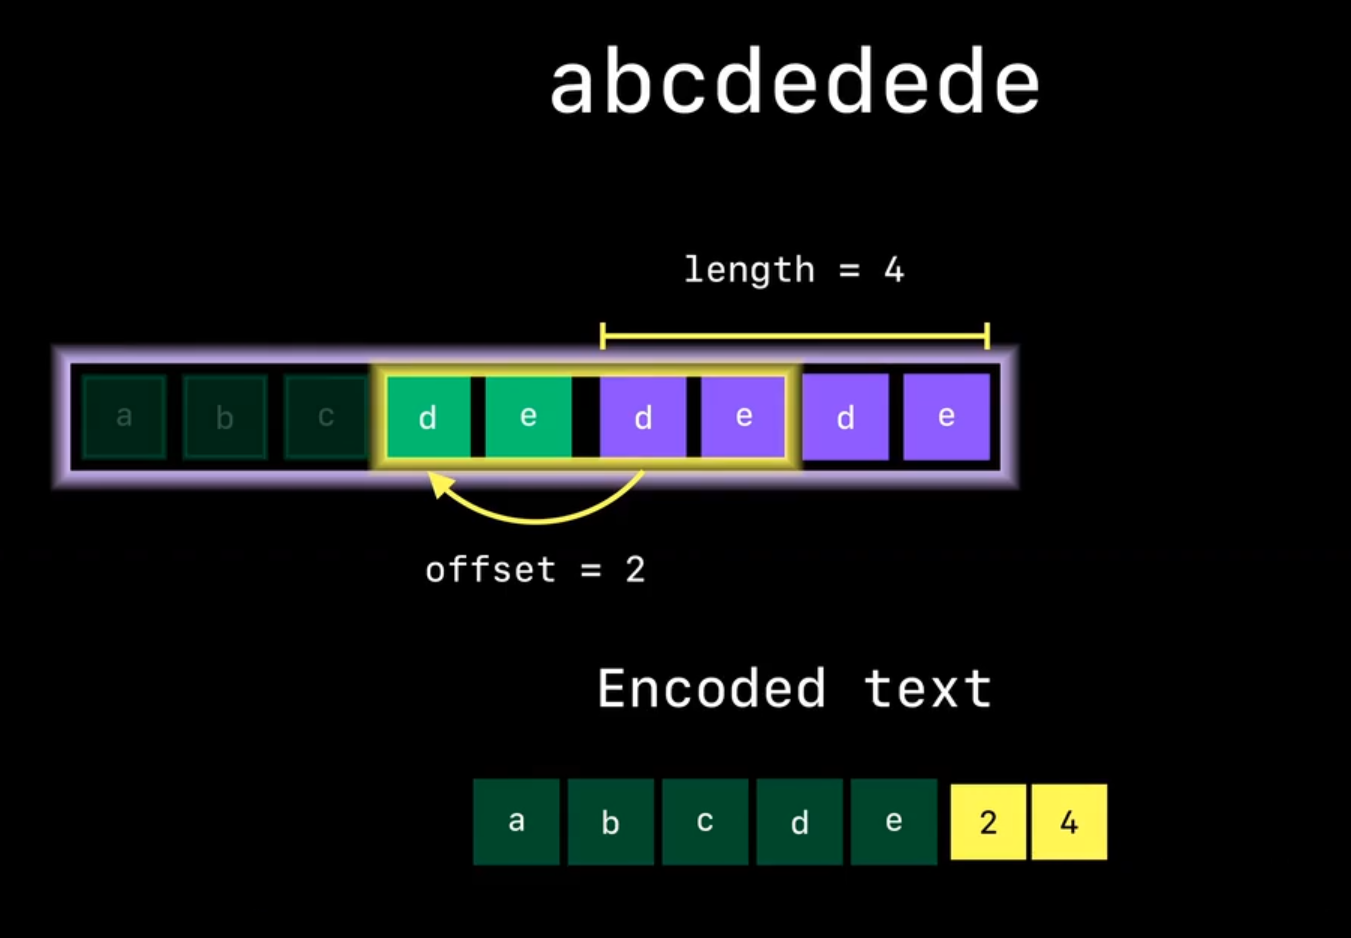 abcdedede
length = 4
a b c d e d e d e
offset = 2
Encoded text
a b c d e 2 4